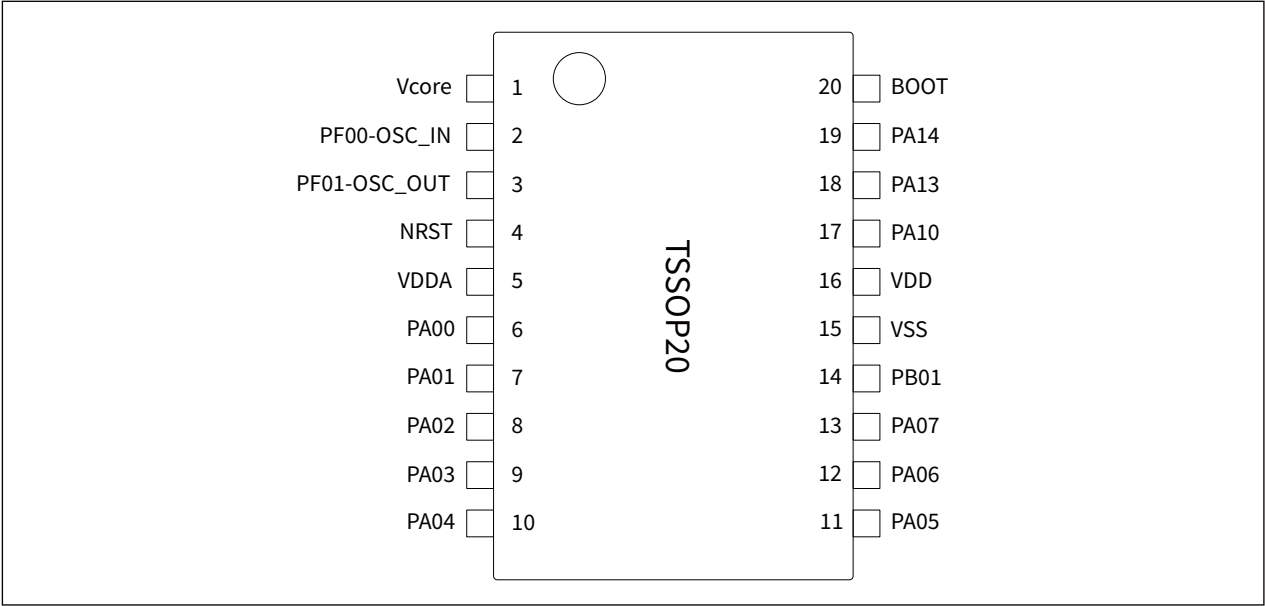 Vcore 1 20 BOOT
PF00-OSC_IN 2 19 PA14
PF01-OSC_OUT 3 18 PA13
NRST 4 17 PA10
VDDA 5 16 VDD
PA00 6 15 VSS
PA01 7 14 PB01
PA02 8 13 PA07
PA03 9 12 PA06
PA04 10 11 PA05
TSSOP20